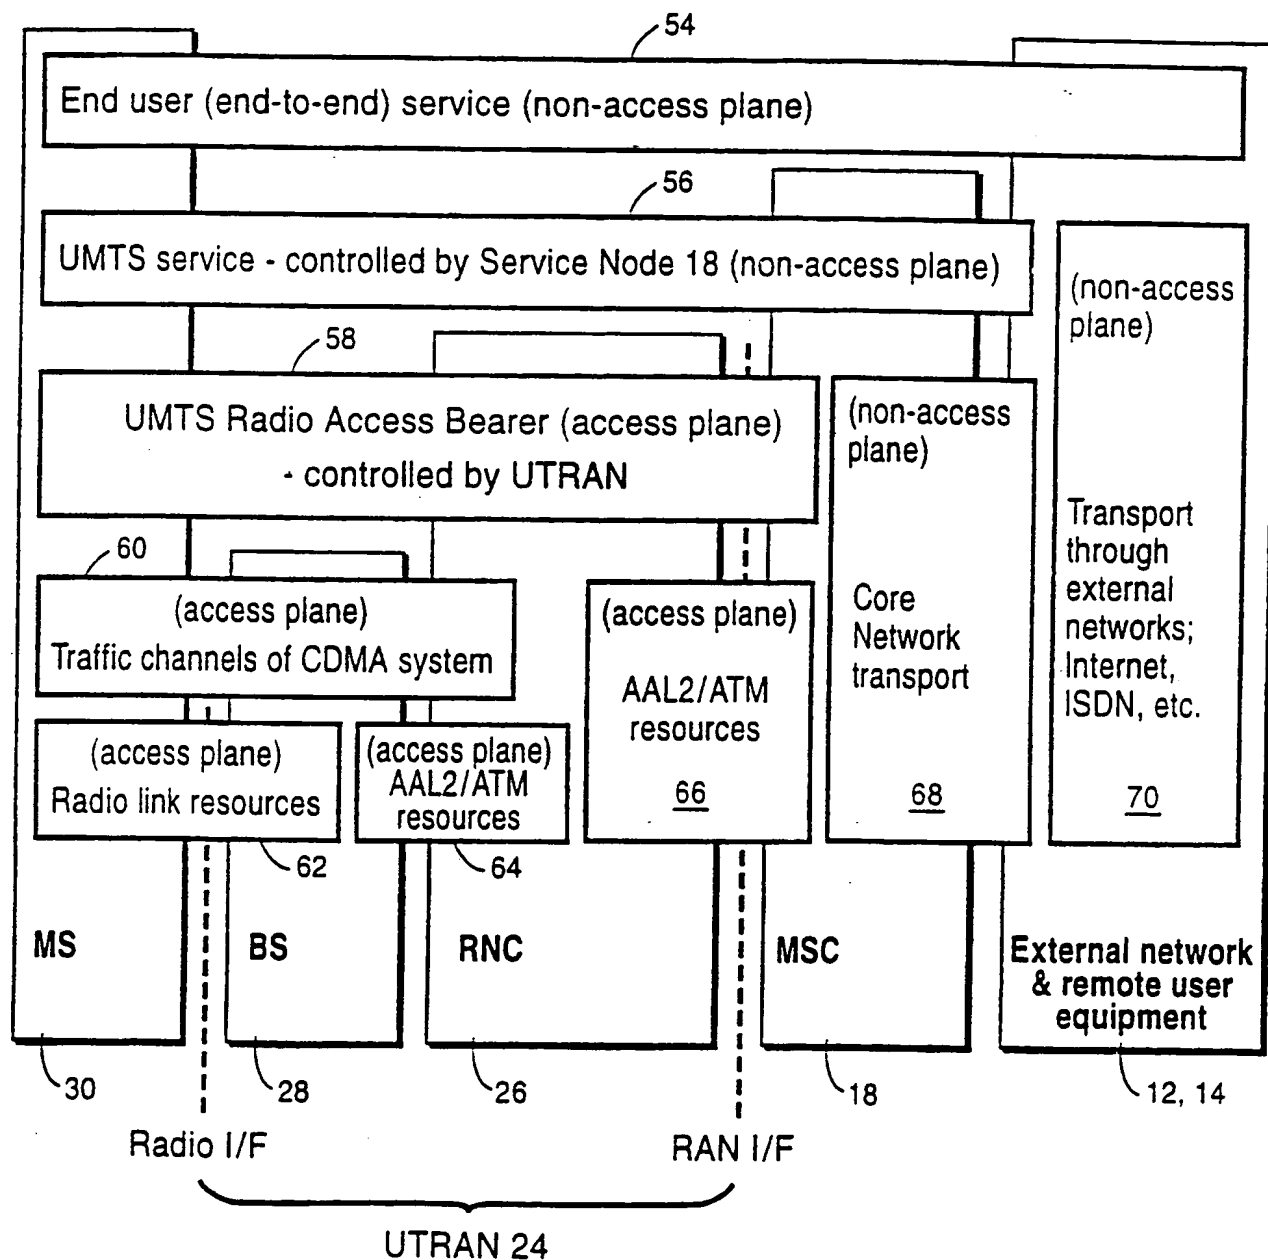 54
End user (end-to-end) service (non-access plane)
56
UMTS service - controlled by Service Node 18 (non-access plane)
(non-access
plane)
Transport
through
external
networks;
Internet,
ISDN, etc.
70
58
UMTS Radio Access Bearer (access plane)
- controlled by UTRAN
(non-access
plane)
Core
Network
transport
68
60
(access plane)
Traffic channels of CDMA system
(access plane)
AAL2/ATM
resources
66
(access plane)
Radio link resources
62
(access plane)
AAL2/ATM
resources
64
MS
BS
RNC
MSC
External network
& remote user
equipment
30
28
26
18
12, 14
Radio I/F
RAN I/F
UTRAN 24